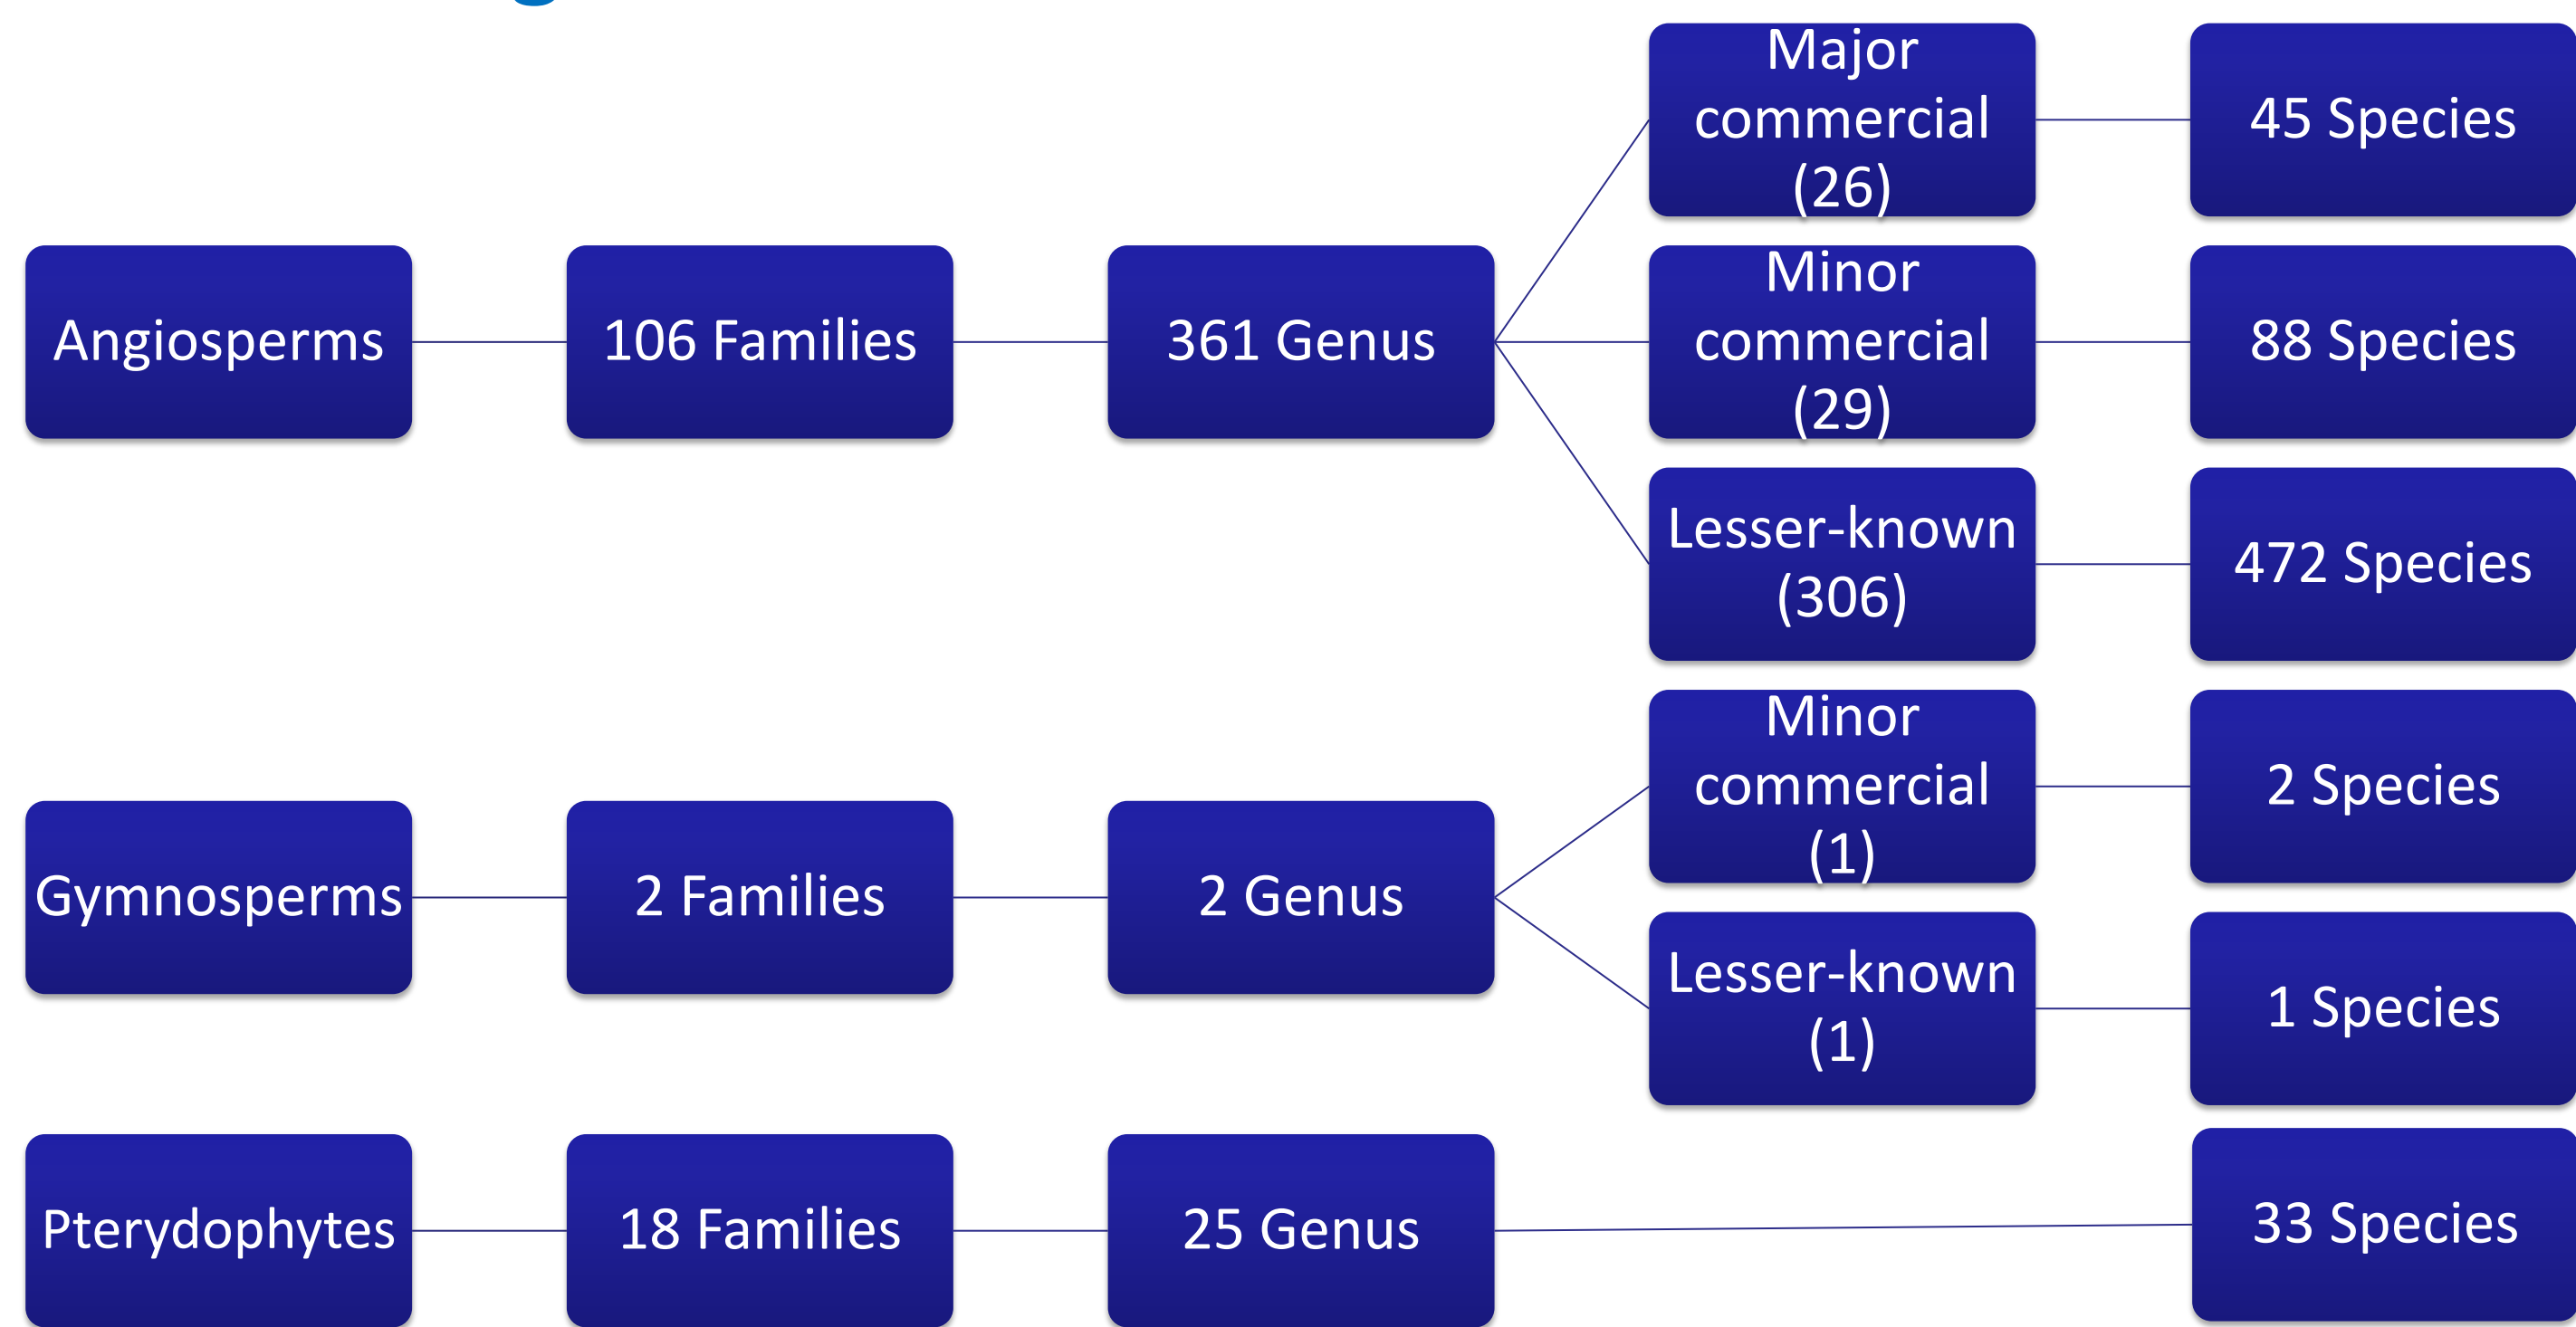 Major
commercial
(26)
45 Species
Angiosperms
106 Families
361 Genus
Minor
commercial
(29)
88 Species
Lesser-known
(306)
472 Species
Gymnosperms
2 Families
2 Genus
Minor
commercial
(1)
2 Species
Lesser-known
(1)
1 Species
Pterydophytes
18 Families
25 Genus
33 Species